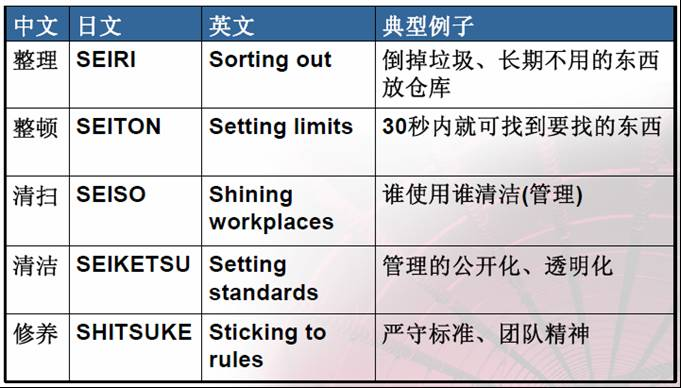 中文 日文 英文 典型例子
整理 SEIRI Sorting out 倒掉垃圾、长期不用的东西
放仓库
整顿 SEITON Setting limits 30秒内就可找到要找的东西
清扫 SEISO Shining 谁使用谁清洁(管理)
workplaces
清洁 SEIKETSU Setting 管理的公开化、透明化
standards
修养 SHITSUKE Sticking to 严守标准、团队精神
rules